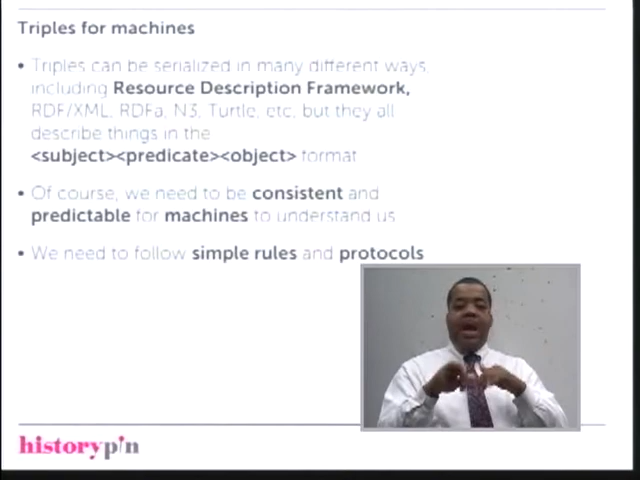 Triples for machines
• Triples can be serialized in many different ways
including Resource Description Framework,
RDF/XML, RDFa, N3, Turtle, etc, but they all
describe things in the
<subject><predicate><object> format
• Of course, we need to be consistent and
predictable for machines to understand us
• We need to follow simple rules and protocols
historypin